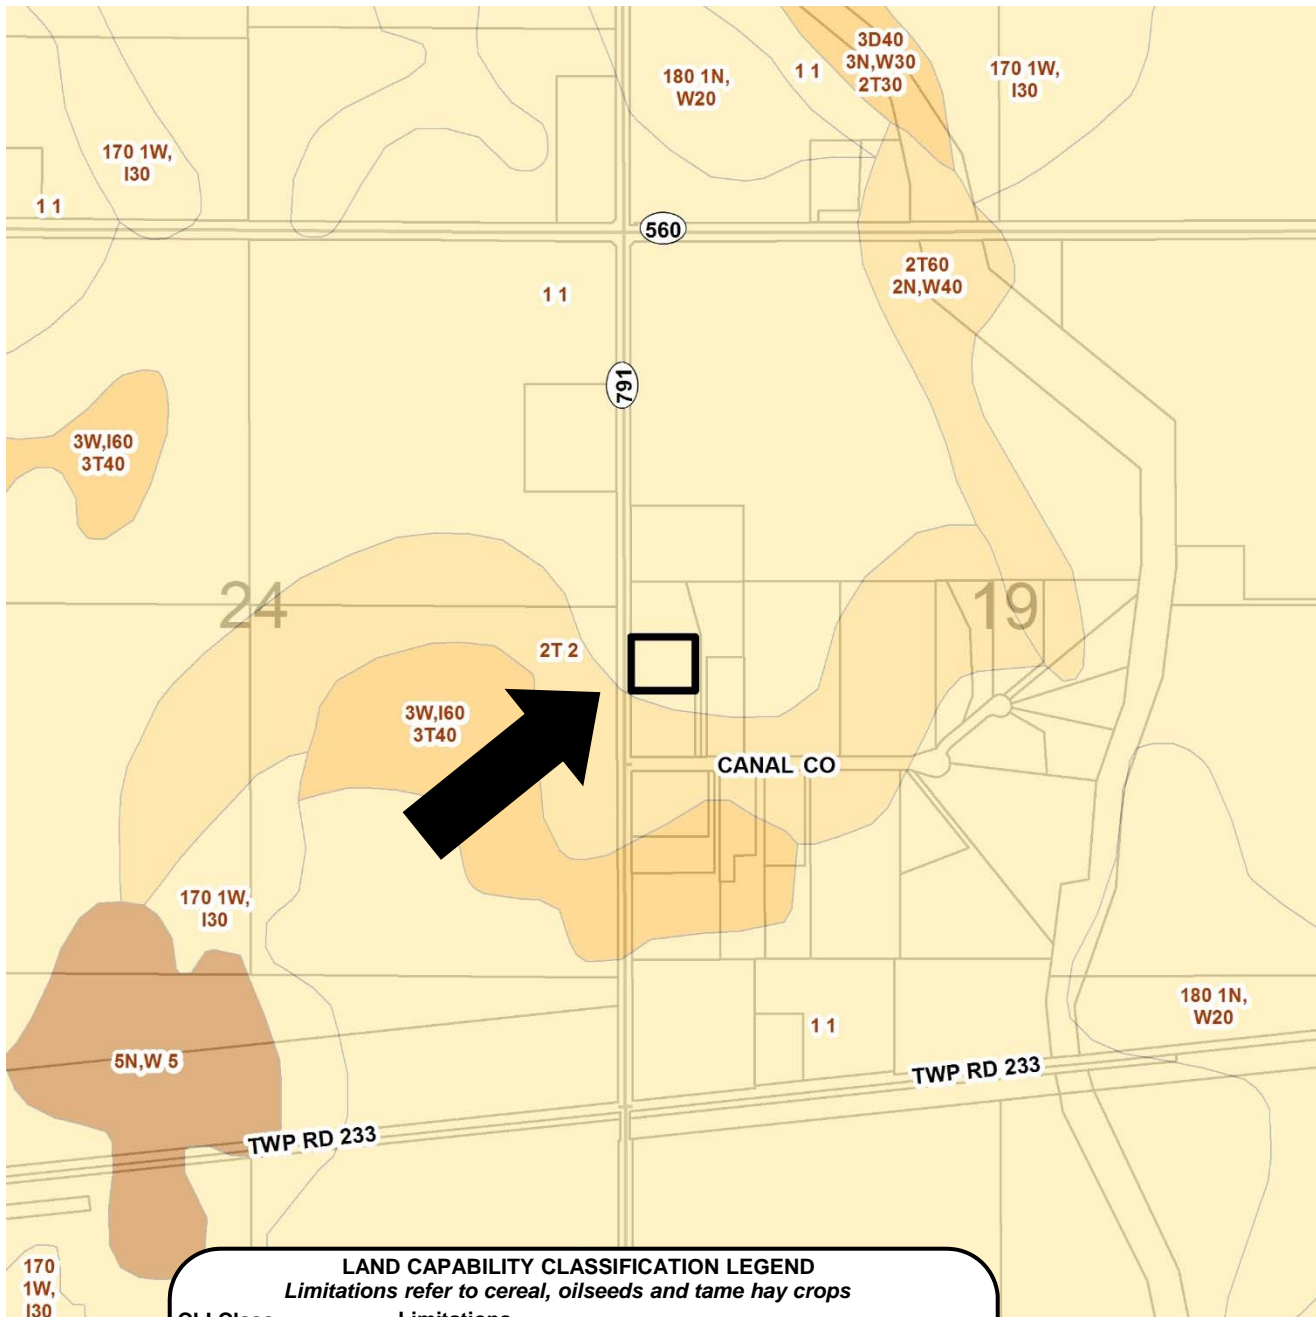 3D40
3N,W30
2T30
180 1N,
W20
1 1
170 1W,
I30
170 1W,
I30
1 1
560
2T60
2N,W40
1 1
791
3W,I60
3T40
24
19
2T 2
3W,I60
3T40
CANAL CO
170 1W,
I30
180 1N,
W20
1 1
5N,W 5
TWP RD 233
TWP RD 233
170
1W,
I30
LAND CAPABILITY CLASSIFICATION LEGEND
Limitations refer to cereal, oilseeds and tame hay crops
CLI Class
Limitations